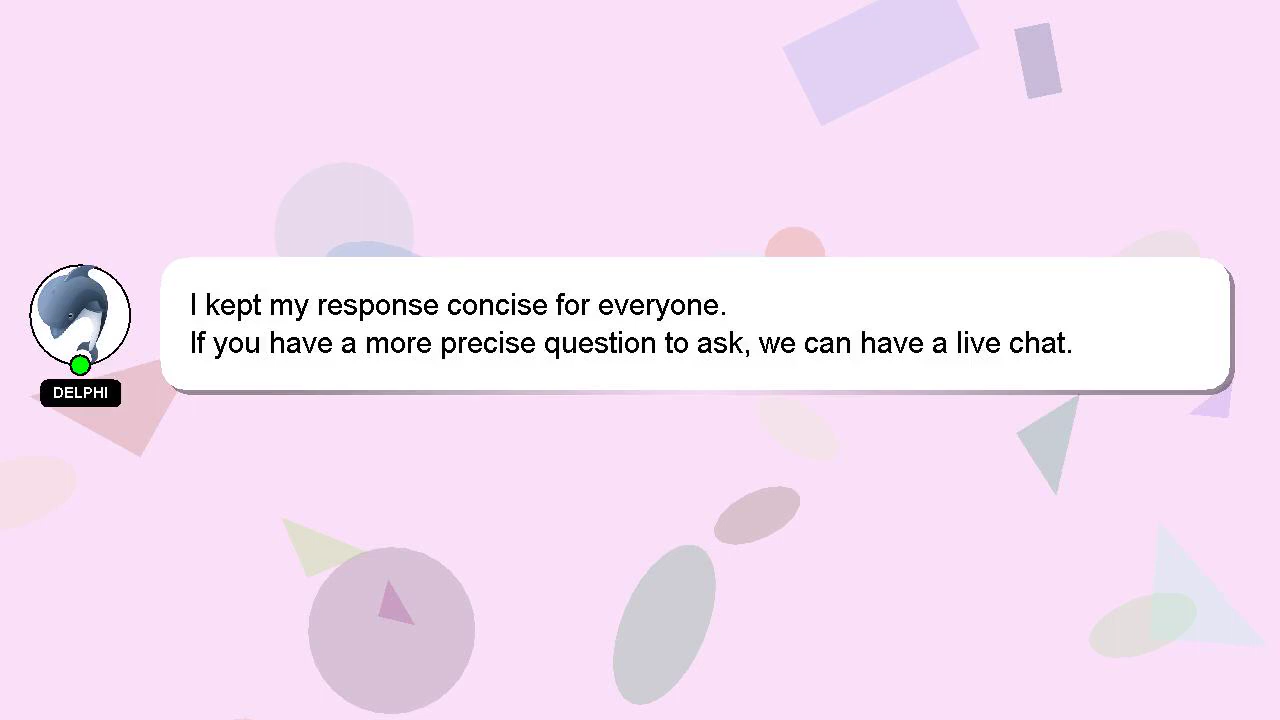 I kept my response concise for everyone.
If you have a more precise question to ask, we can have a live chat.
DELPHI